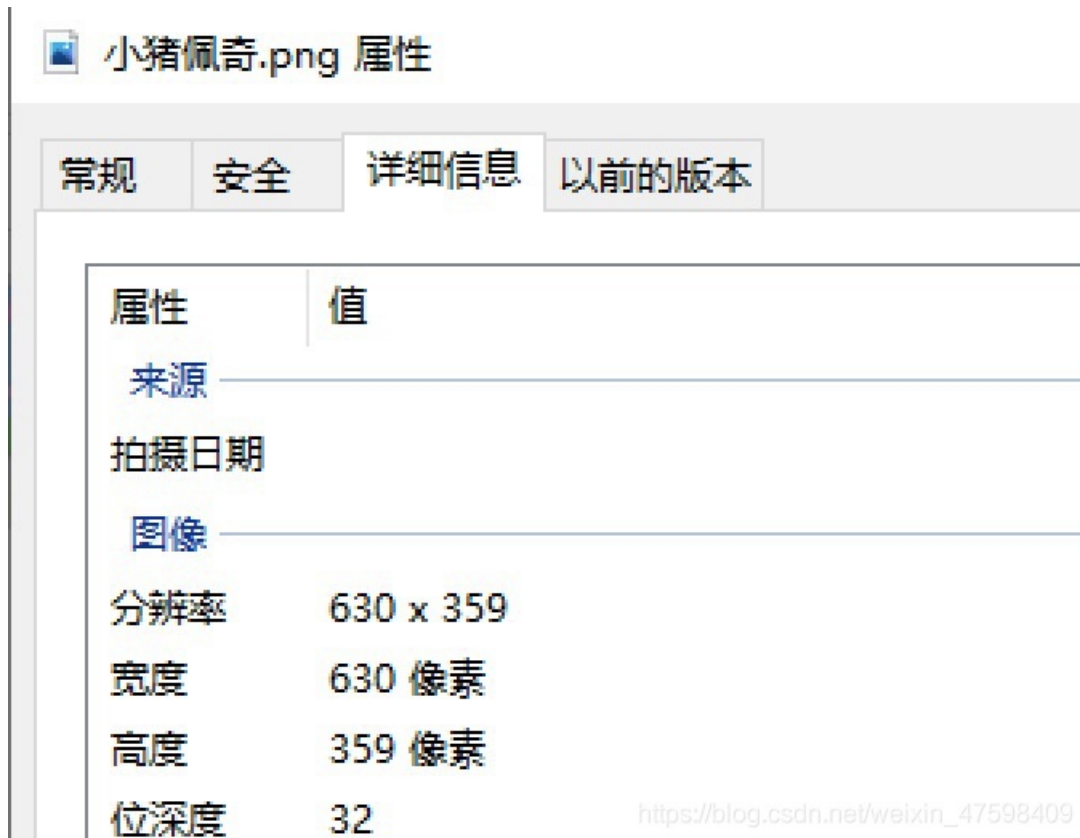 小猪佩奇.png 属性
常规 安全 详细信息 以前的版本
属性 值
来源
拍摄日期
图像
分辨率 630 x 359
宽度 630 像素
高度 359 像素
位深度 32
https://blog.csdn.net/weixin_47598409